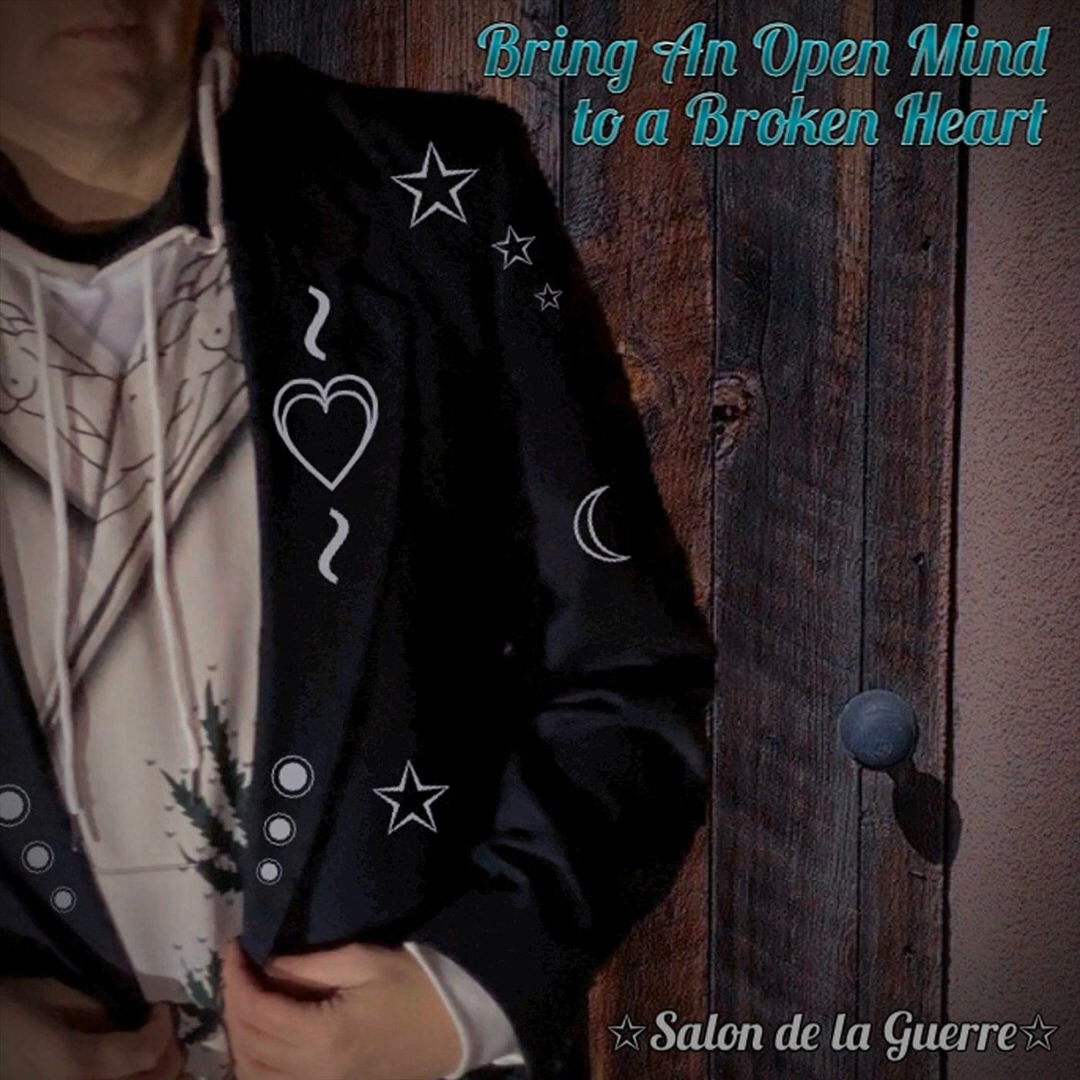 Bring An Open Mind
to a Broken Heart
☆Salon de la Guerre☆